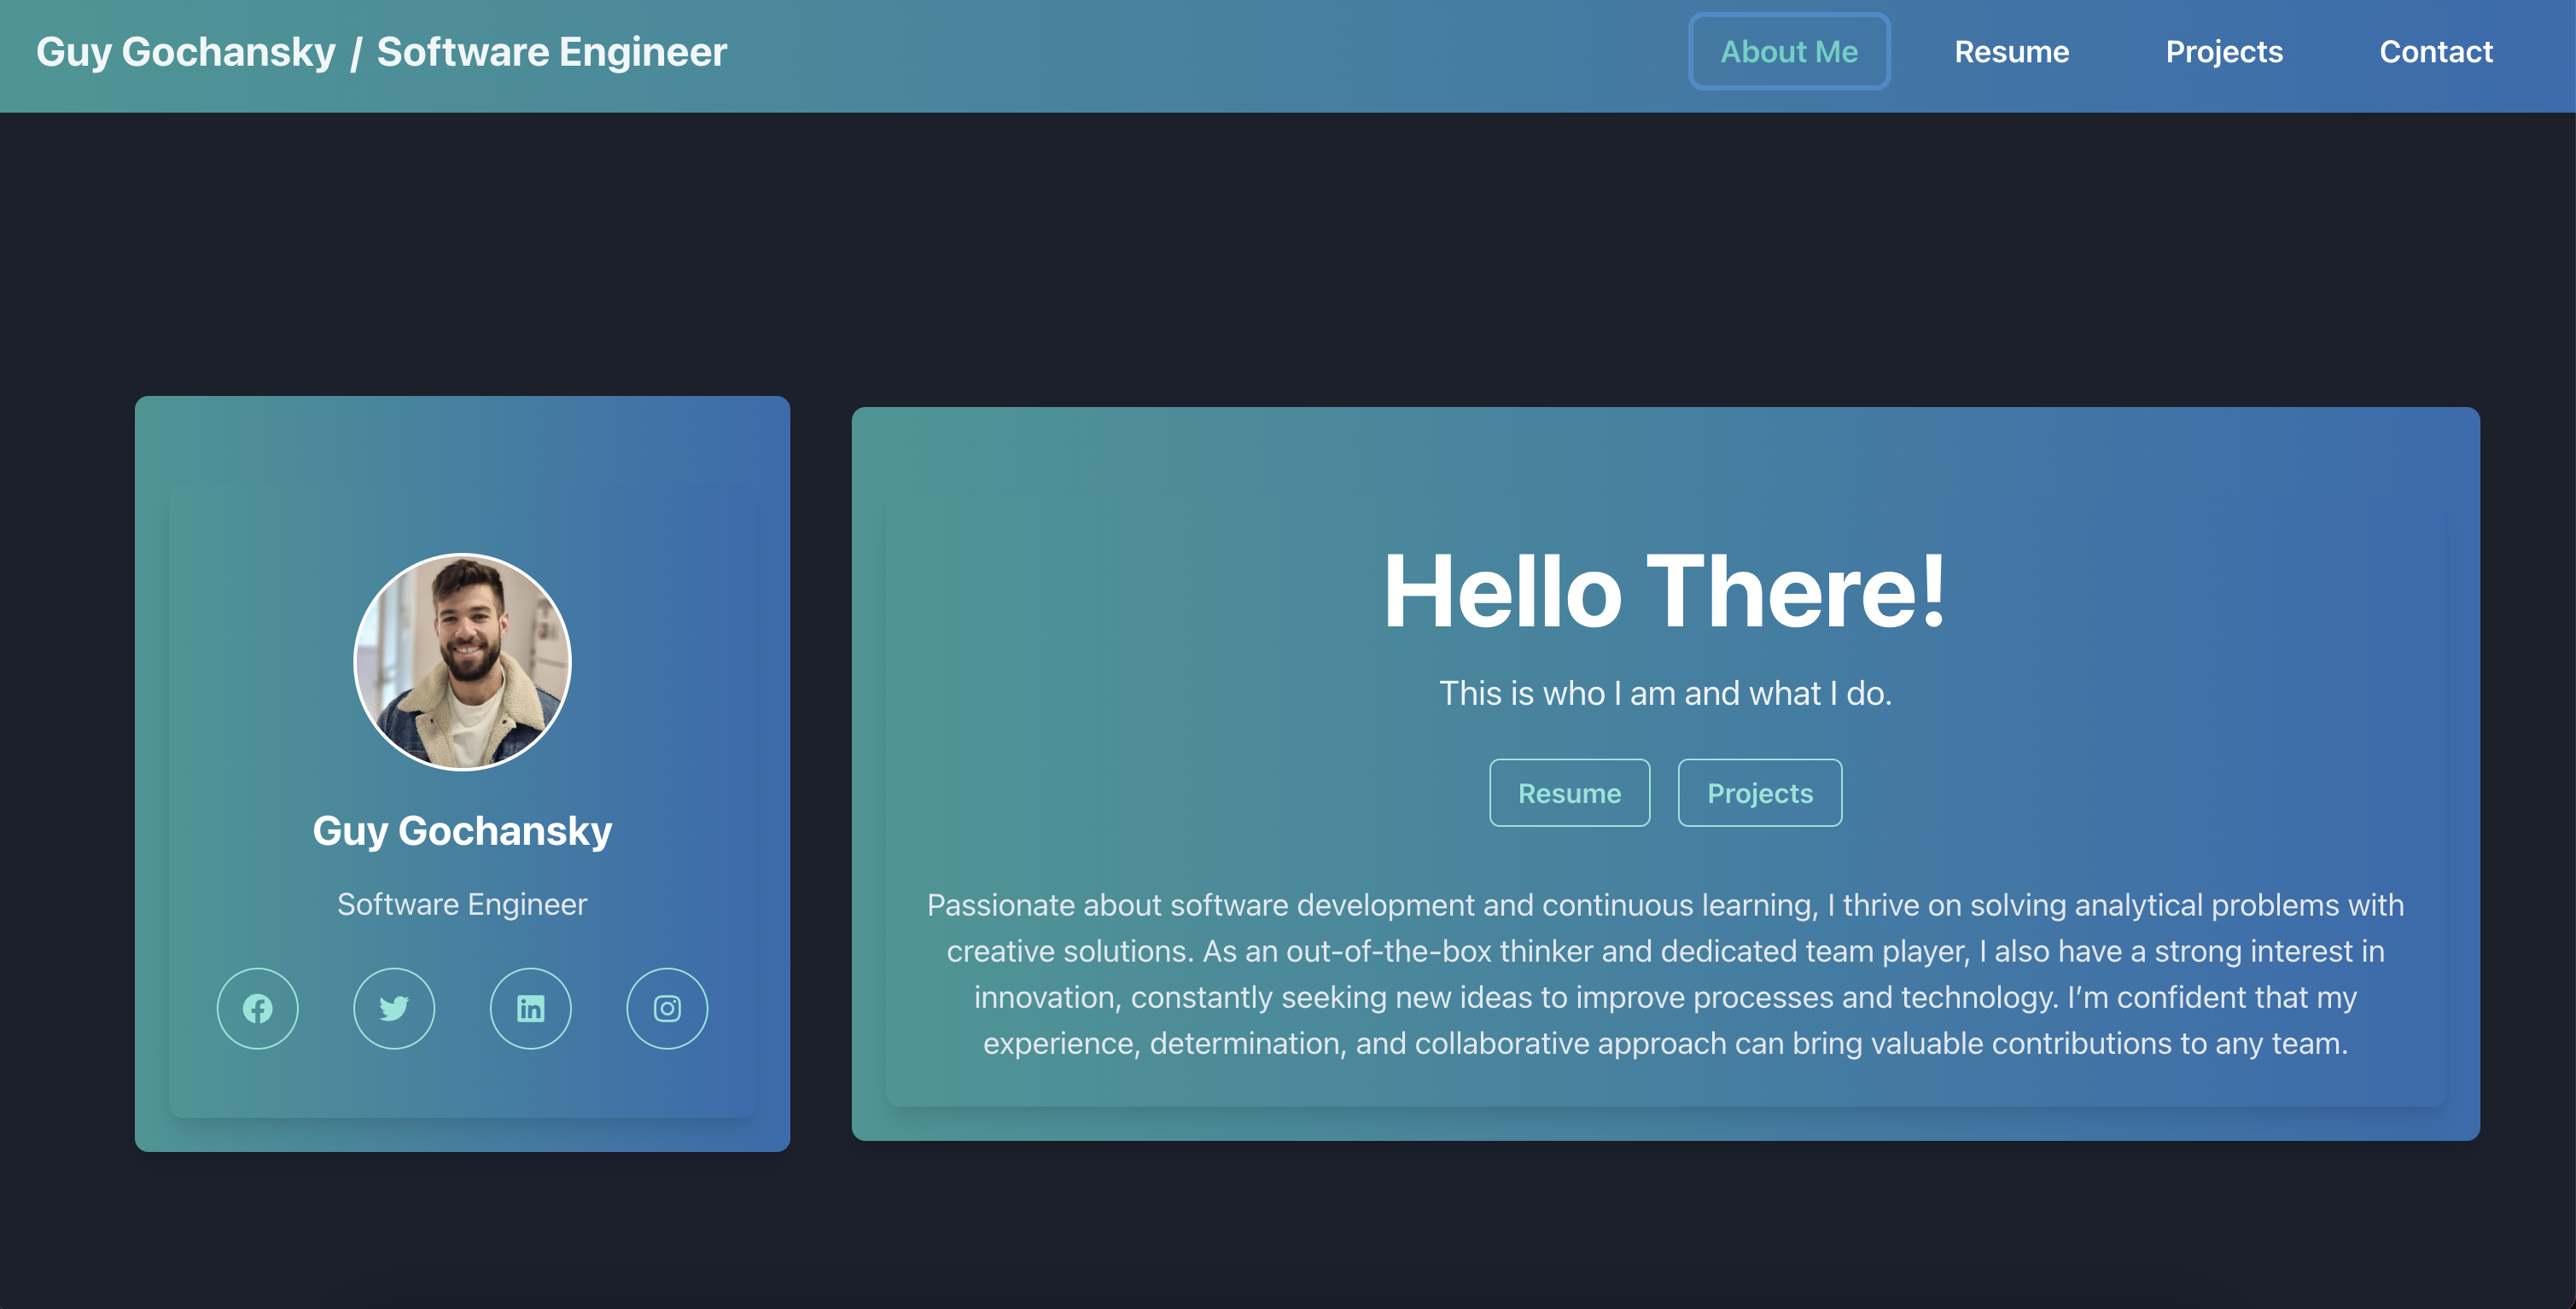 Guy Gochansky / Software Engineer
About Me
Resume
Projects
Contact
Guy Gochansky
Software Engineer
Hello There!
This is who I am and what I do.
Resume
Projects
Passionate about software development and continuous learning, I thrive on solving analytical problems with
creative solutions. As an out-of-the-box thinker and dedicated team player, I also have a strong interest in
innovation, constantly seeking new ideas to improve processes and technology. I’m confident that my
experience, determination, and collaborative approach can bring valuable contributions to any team.